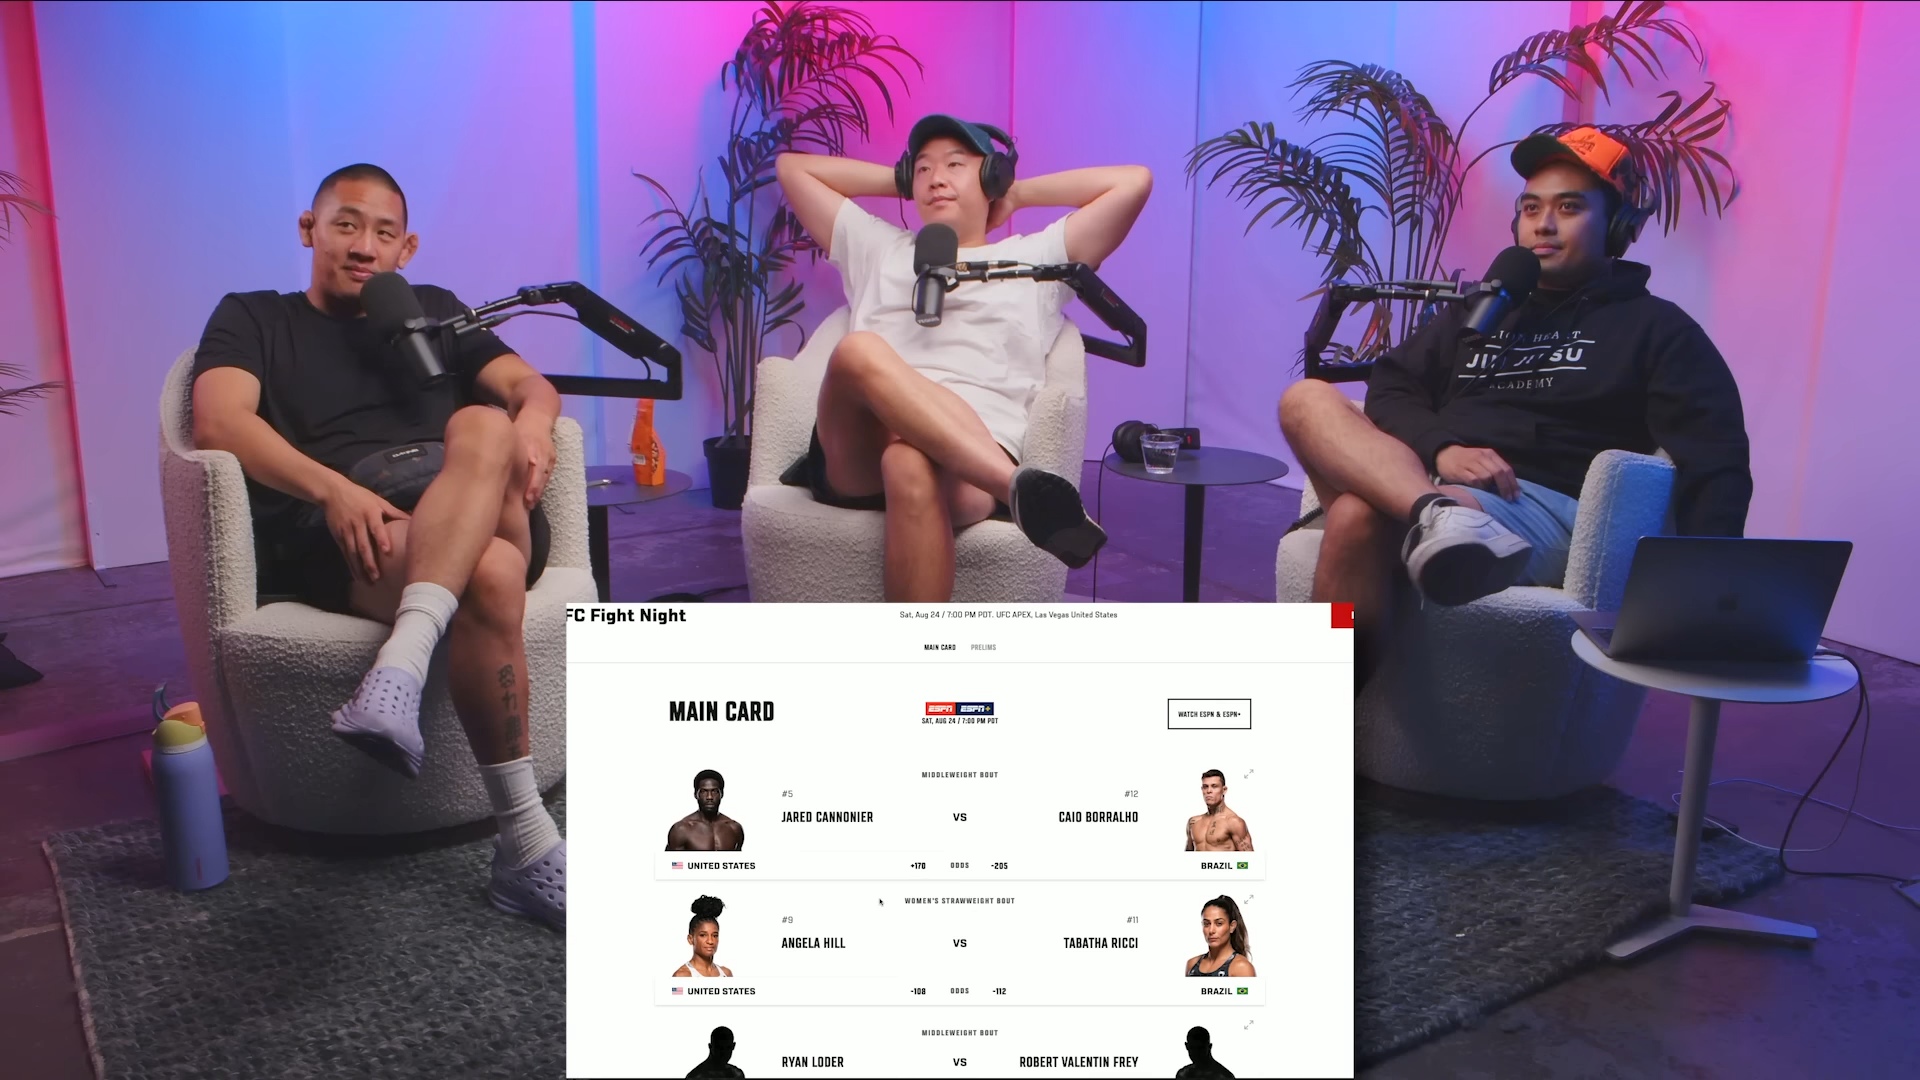 LION HEART
JIU JITSU
ACADEMY
FC Fight Night
Sat, Aug 24 / 7:00 PM PDT. UFC APEX, Las Vegas United States
MAIN CARD
PRELIMS
MAIN CARD
ESPN ESPN+
SAT, AUG 24 / 7:00 PM PDT
WATCH ESPN & ESPN+
MIDDLEWEIGHT BOUT
#5
#12
JARED CANNONIER
VS
CAIO BORRALHO
UNITED STATES
+170
ODDS
-205
BRAZIL
WOMEN'S STRAWWEIGHT BOUT
#9
#11
ANGELA HILL
VS
TABATHA RICCI
UNITED STATES
-108
ODDS
-112
BRAZIL
MIDDLEWEIGHT BOUT
RYAN LODER
VS
ROBERT VALENTIN FREY